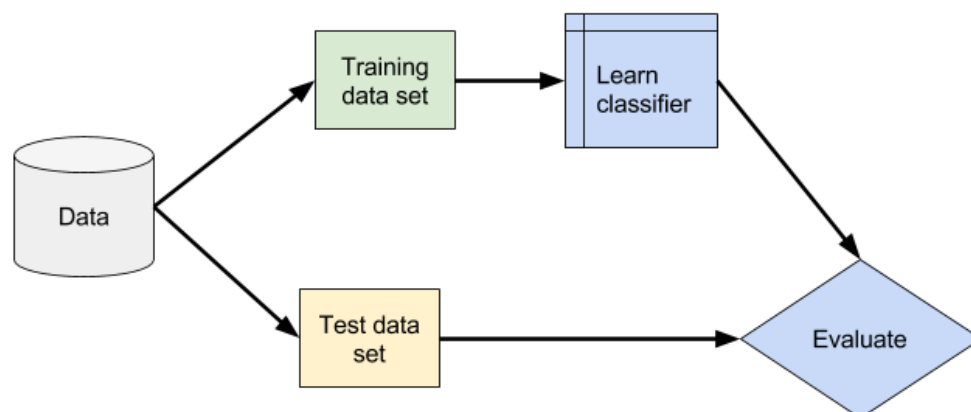 Training
data set
Learn
classifier
Data
Test data
set
Evaluate